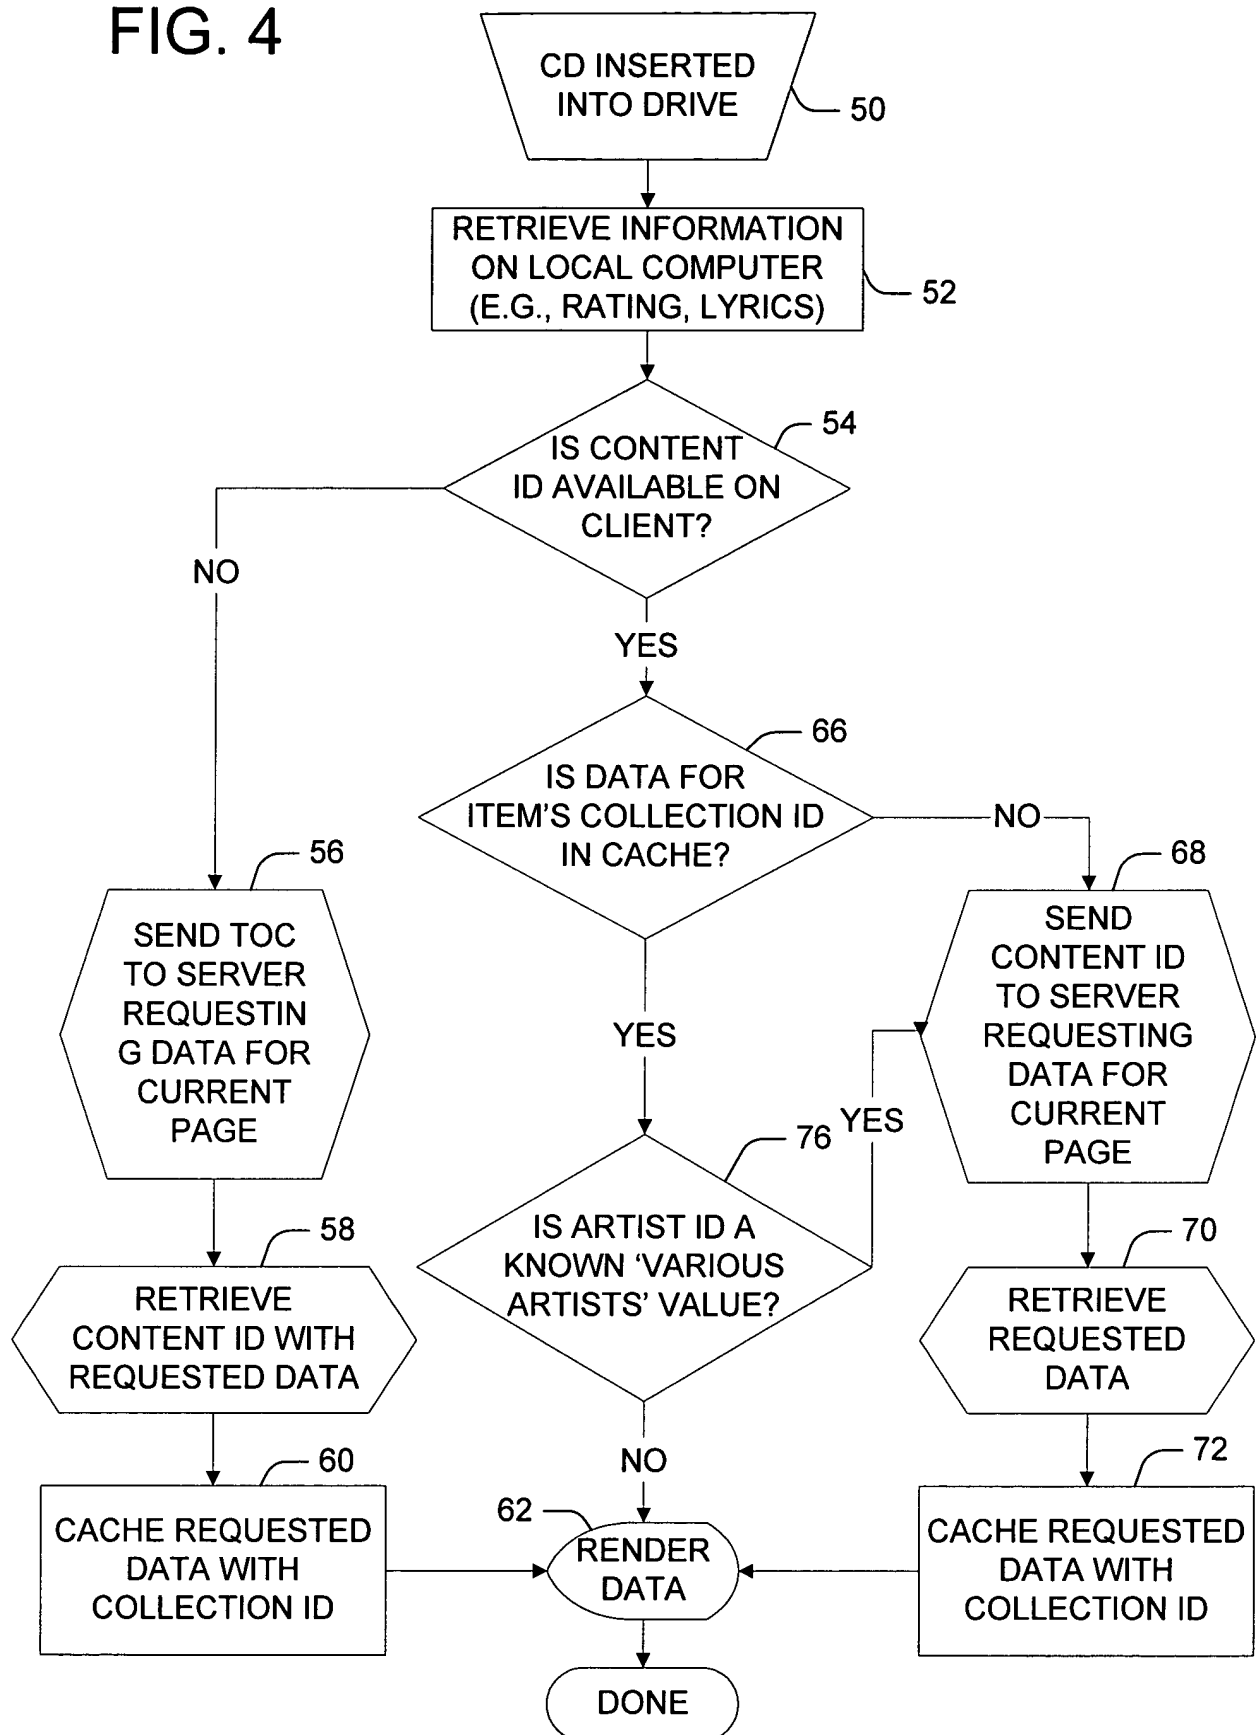 FIG. 4
CD INSERTED
INTO DRIVE
50
RETRIEVE INFORMATION
ON LOCAL COMPUTER
(E.G., RATING, LYRICS)
52
IS CONTENT
ID AVAILABLE ON
CLIENT?
54
NO
YES
IS DATA FOR
ITEM'S COLLECTION ID
IN CACHE?
66
NO
56
SEND TOC
TO SERVER
REQUESTIN
G DATA FOR
CURRENT
PAGE
YES
68
SEND
CONTENT ID
TO SERVER
REQUESTING
DATA FOR
CURRENT
PAGE
76
YES
IS ARTIST ID A
KNOWN ‘VARIOUS
ARTISTS’ VALUE?
58
RETRIEVE
CONTENT ID WITH
REQUESTED DATA
70
RETRIEVE
REQUESTED
DATA
NO
60
CACHE REQUESTED
DATA WITH
COLLECTION ID
62
RENDER
DATA
72
CACHE REQUESTED
DATA WITH
COLLECTION ID
DONE